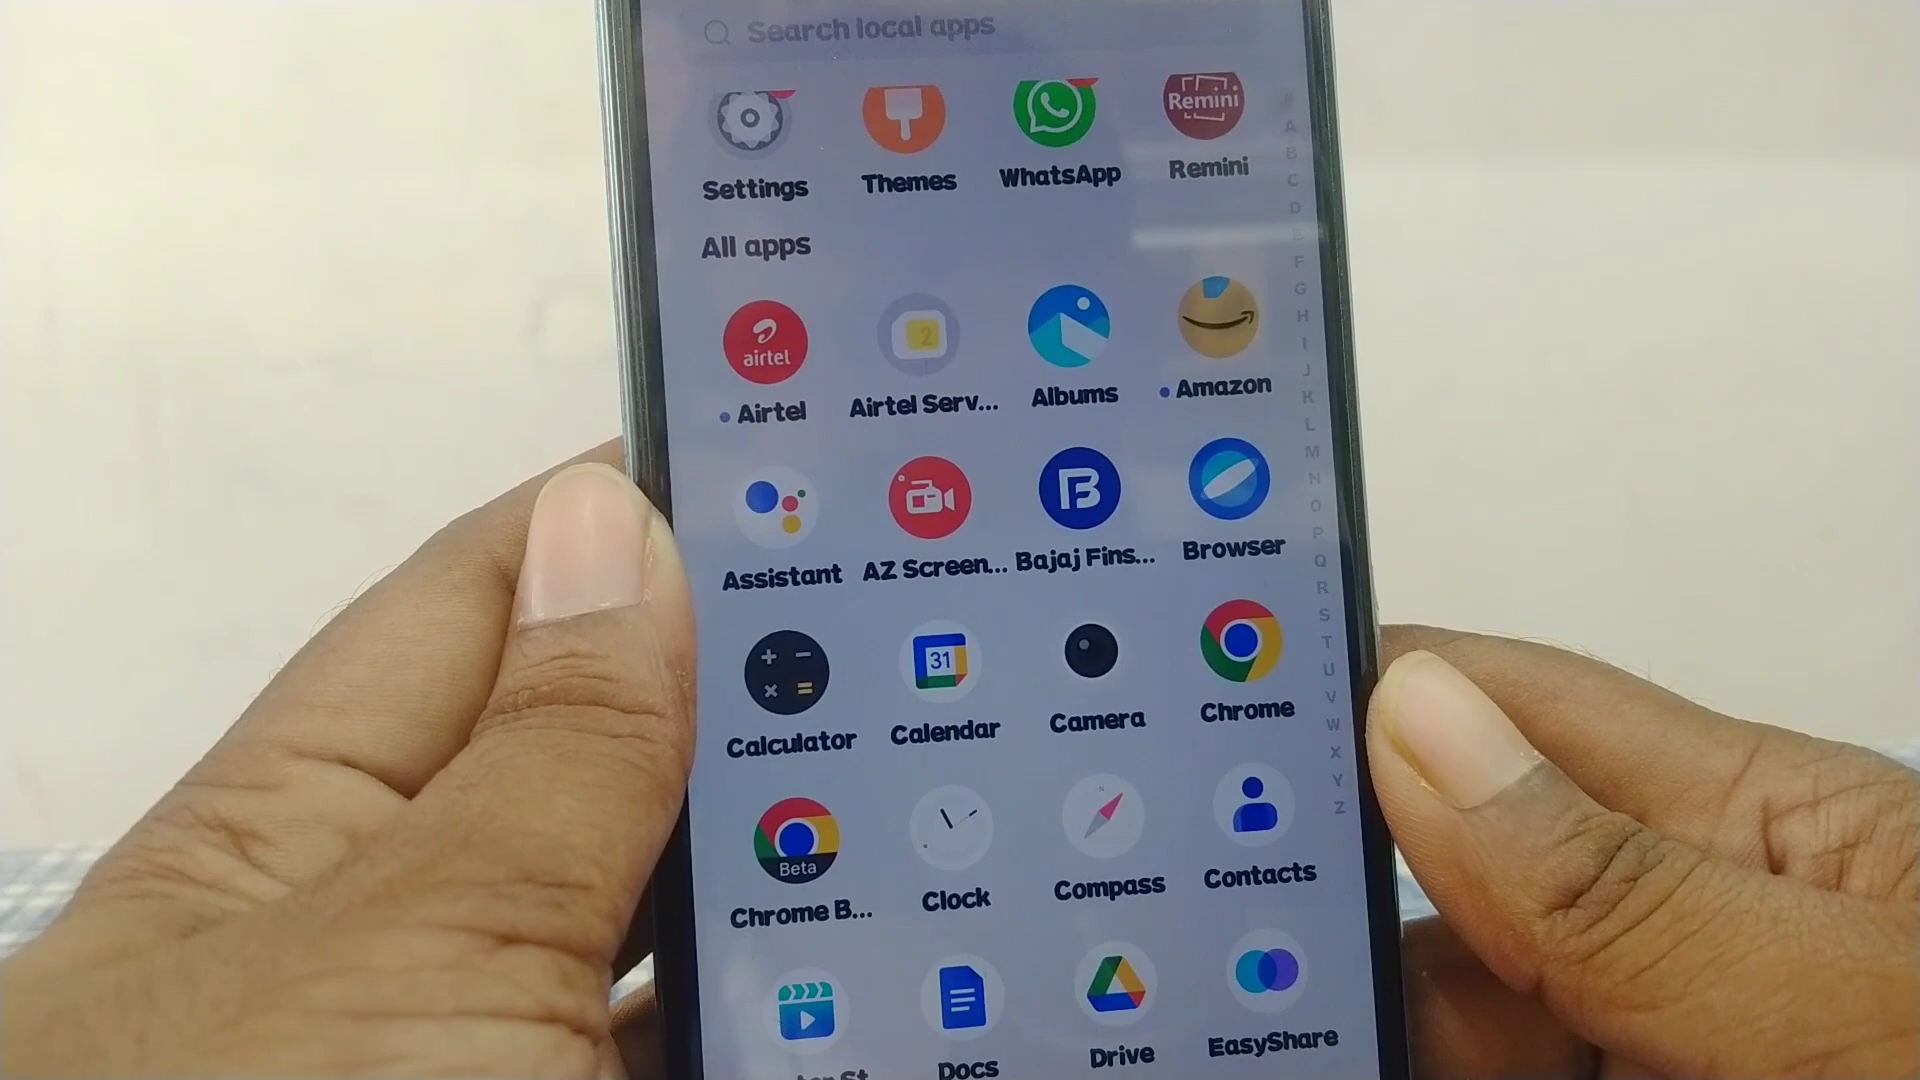 Search local apps
Remini
Settings Themes WhatsApp Remini
All apps
airtel
2
Airtel Airtel Serv... Albums Amazon
Assistant AZ Screen... Bajaj Fins... Browser
31
Calculator Calendar Camera Chrome
Beta
N
Chrome B... Clock Compass Contacts
Docs Drive EasyShare
#
A
B
C
D
E
F
G
H
I
J
K
L
M
N
O
P
Q
R
S
T
U
V
W
X
Y
Z